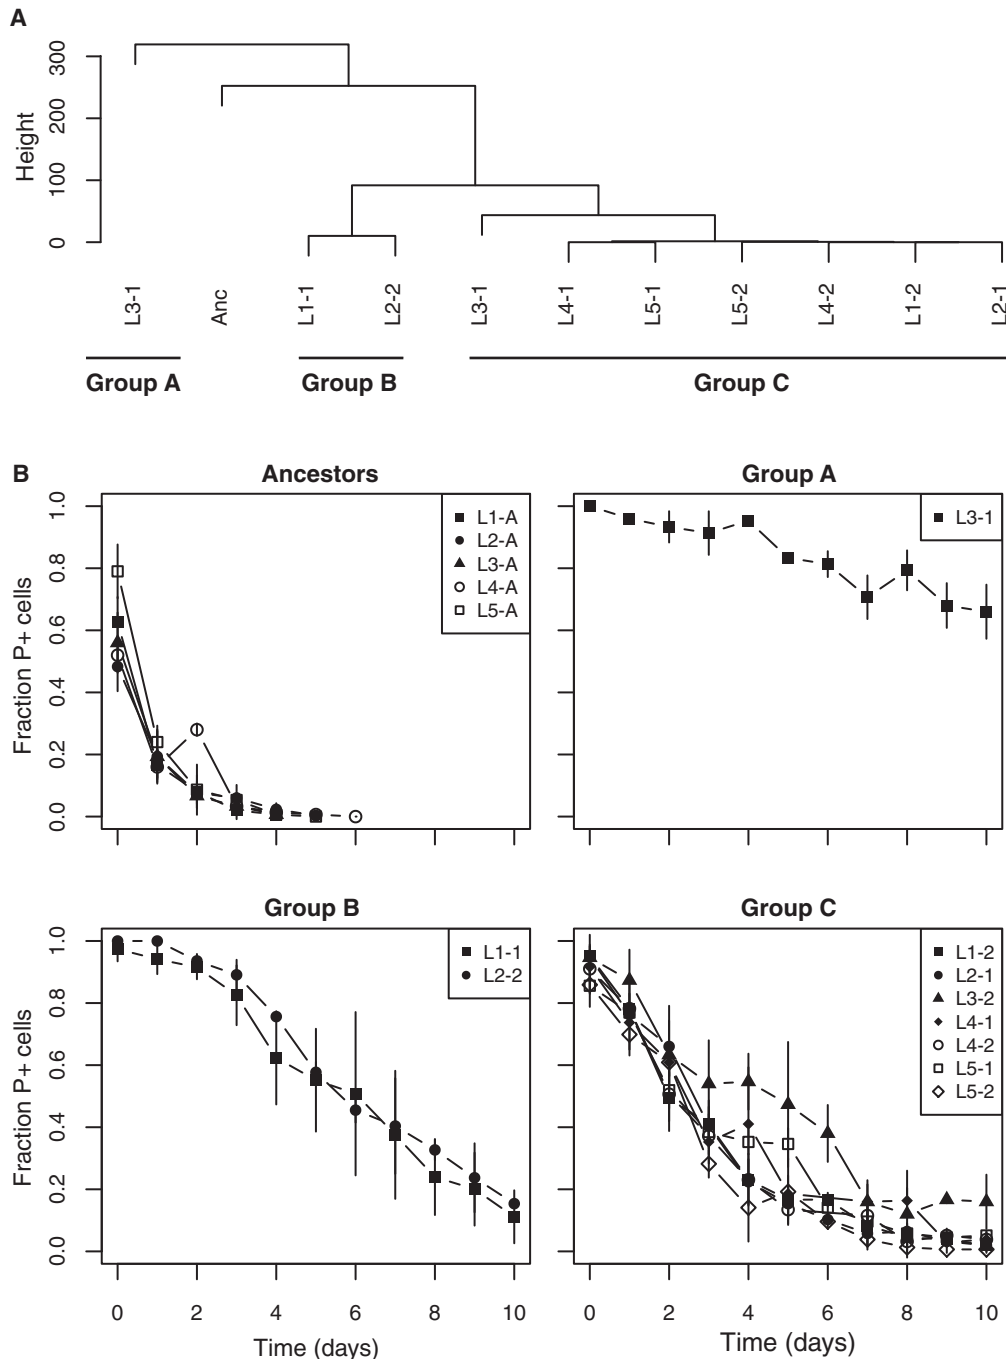 A
Height
300
200
100
0
L3-1
Anc
L1-1
L2-2
L3-1
L4-1
L5-1
L5-2
L4-2
L1-2
L2-1
Group A
Group B
Group C
B
Ancestors
Group A
Fraction P+ cells
1.0
0.8
0.6
0.4
0.2
0.0
L1-A
L2-A
L3-A
L4-A
L5-A
L3-1
Group B
Group C
Fraction P+ cells
1.0
0.8
0.6
0.4
0.2
0.0
L1-1
L2-2
L1-2
L2-1
L3-2
L4-1
L4-2
L5-1
L5-2
0 2 4 6 8 10
0 2 4 6 8 10
Time (days)
Time (days)